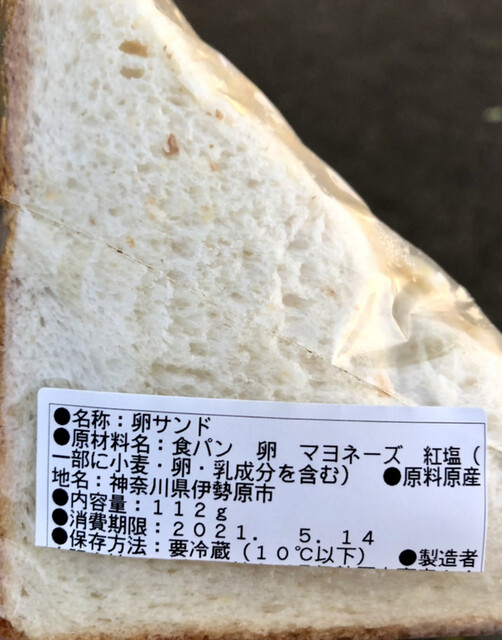 ●名称：卵サンド
●原材料名：食パン　卵　マヨネーズ　紅塩（
一部に小麦・卵・乳成分を含む）　●原料原産
地名：神奈川県伊勢原市
●内容量：１１２ｇ
●消費期限：２０２１．　５．１４
●保存方法：要冷蔵（１０℃以下）　●製造者